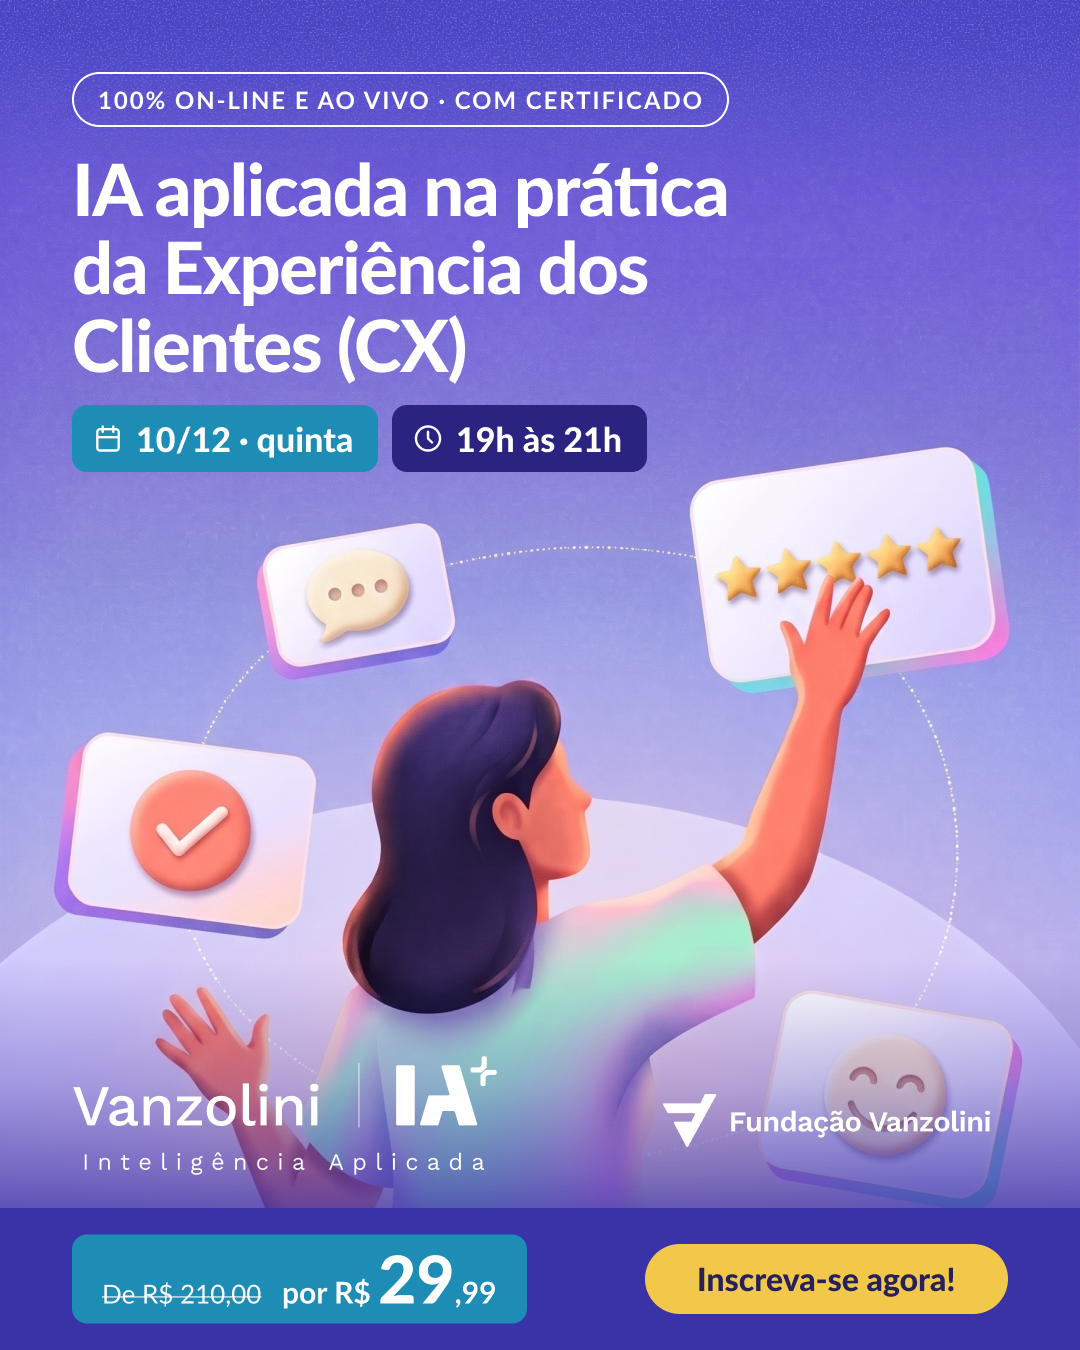 100% ON-LINE E AO VIVO · COM CERTIFICADO
IA aplicada na prática
da Experiência dos
Clientes (CX)
10/12 · quinta
19h às 21h
Vanzolini
IA+
Inteligência Aplicada
Fundação Vanzolini
De R$ 210,00 por R$ 29,99
Inscreva-se agora!